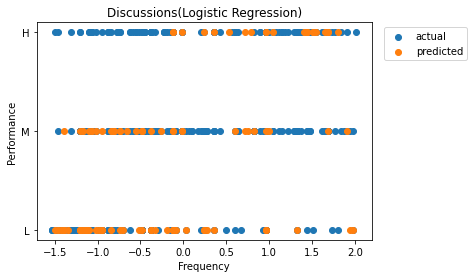 Discussions(Logistic Regression)
actual
predicted
H
M
L
Performance
−1.5 −1.0 −0.5 0.0 0.5 1.0 1.5 2.0
Frequency